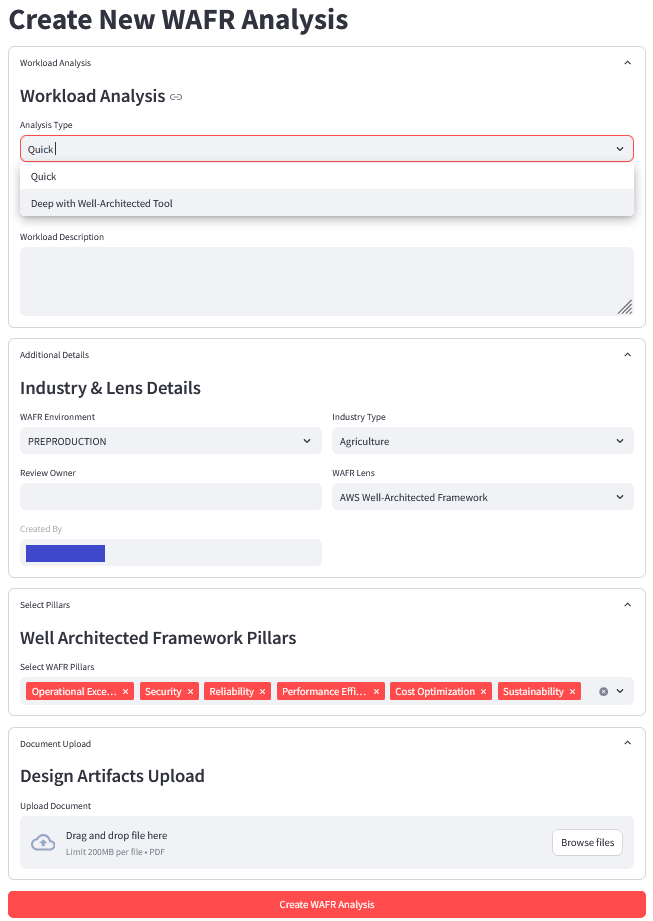 Create New WAFR Analysis
Workload Analysis
Workload Analysis
Analysis Type
Quick
Quick
Deep with Well-Architected Tool
Workload Description
Additional Details
Industry & Lens Details
WAFR Environment
Industry Type
PREPRODUCTION
Agriculture
Review Owner
WAFR Lens
AWS Well-Architected Framework
Created By
Select Pillars
Well Architected Framework Pillars
Select WAFR Pillars
Operational Exce... × Security × Reliability × Performance Effi... × Cost Optimization × Sustainability ×
Document Upload
Design Artifacts Upload
Upload Document
Drag and drop file here
Limit 200MB per file • PDF
Browse files
Create WAFR Analysis